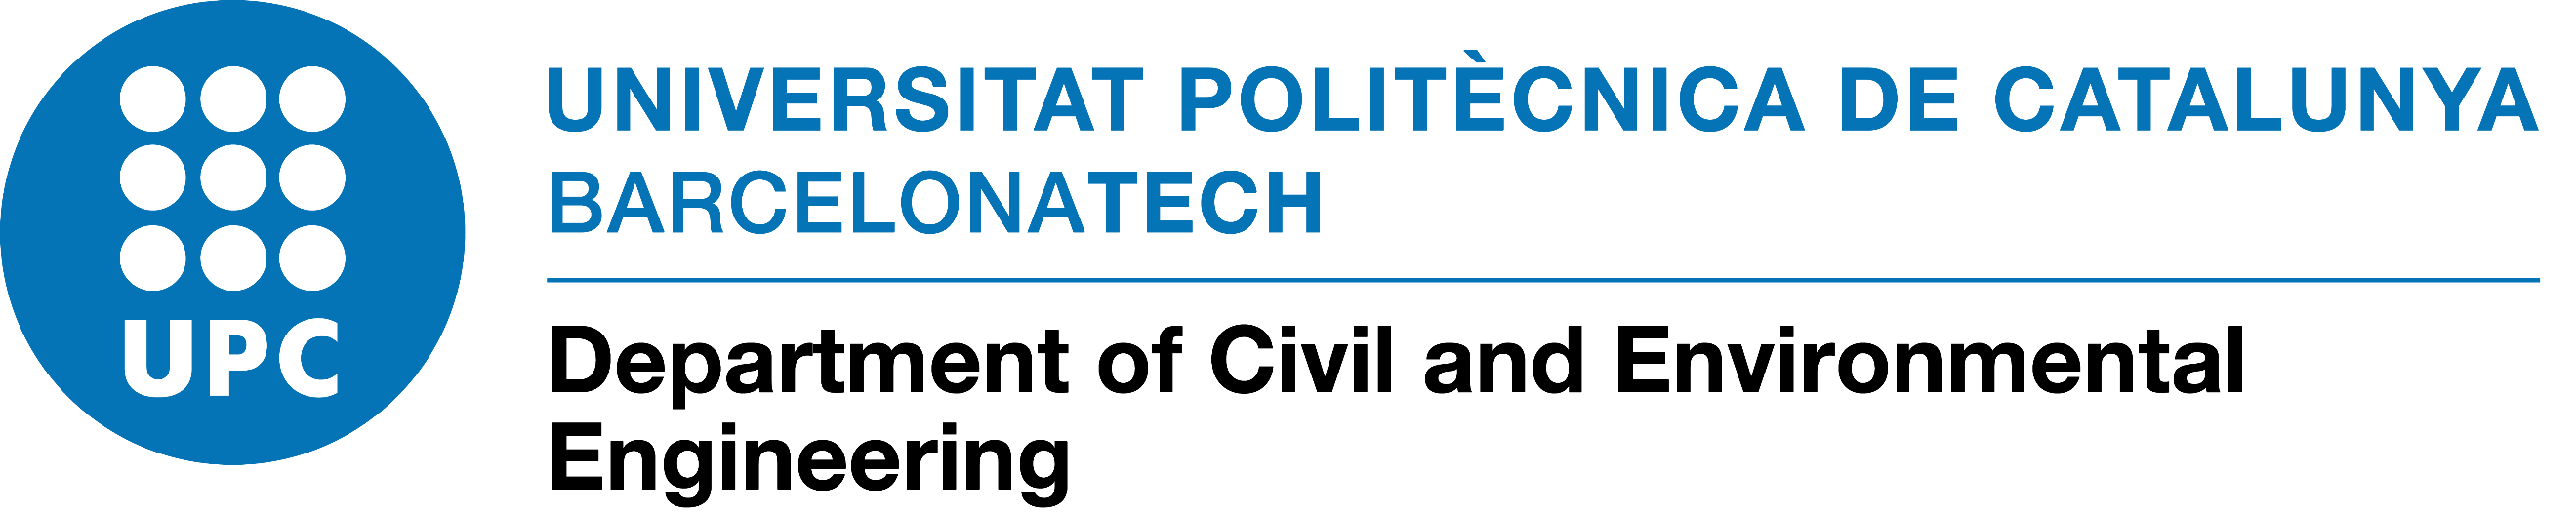 UPC
UNIVERSITAT POLITÈCNICA DE CATALUNYA
BARCELONATECH
Department of Civil and Environmental
Engineering